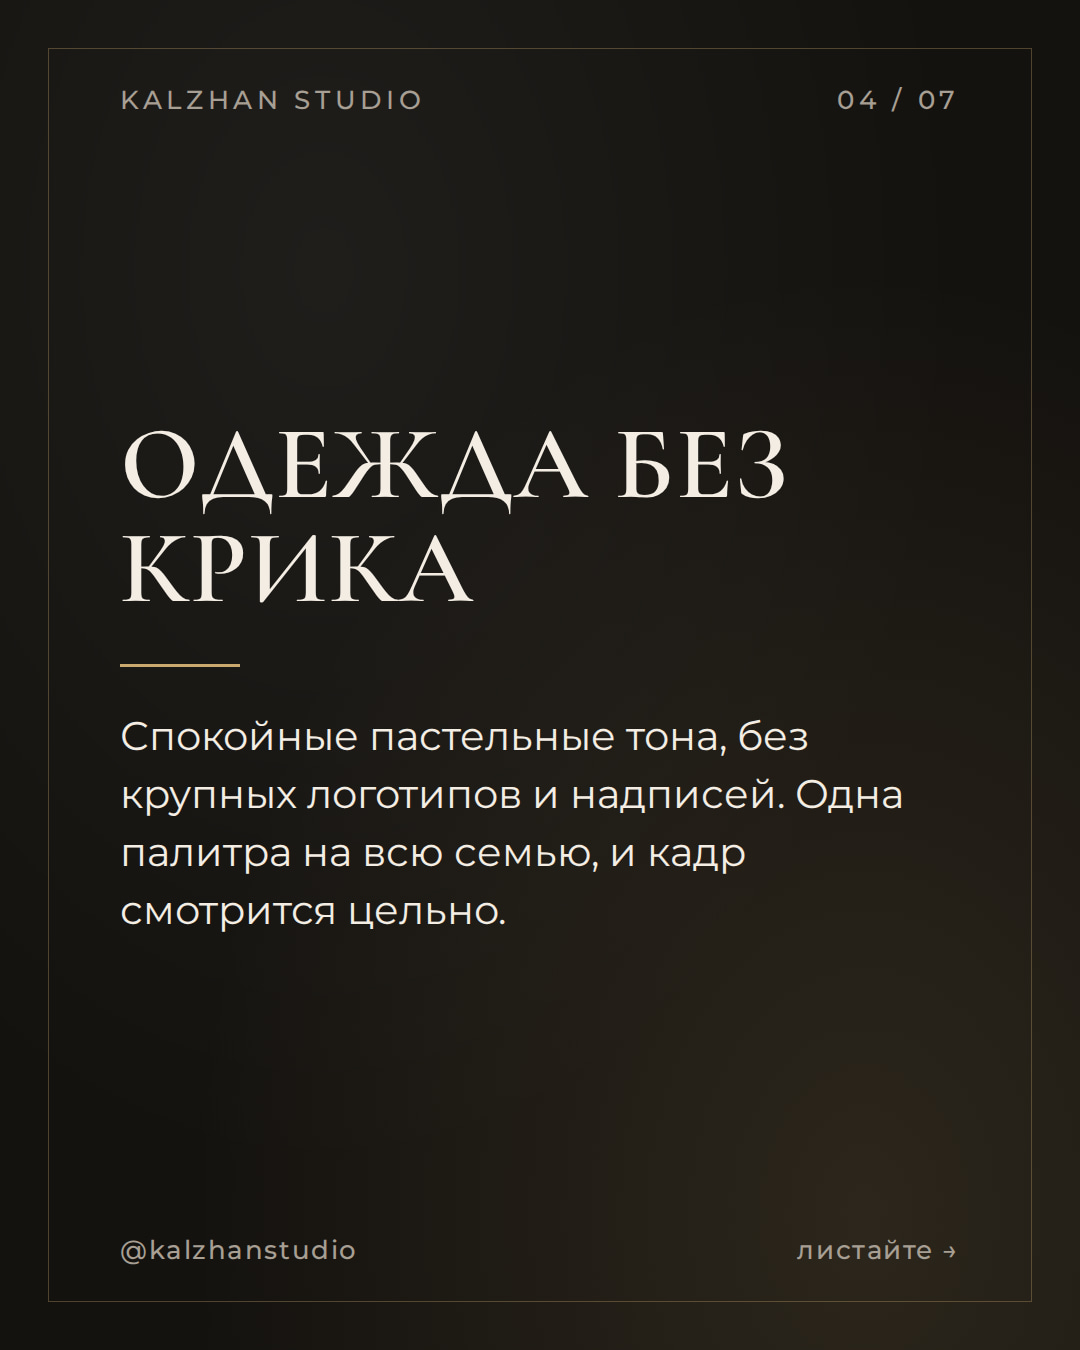 KALZHAN STUDIO
04 / 07
ОДЕЖДА БЕЗ
КРИКА
Спокойные пастельные тона, без
крупных логотипов и надписей. Одна
палитра на всю семью, и кадр
смотрится цельно.
@kalzhanstudio
листайте →